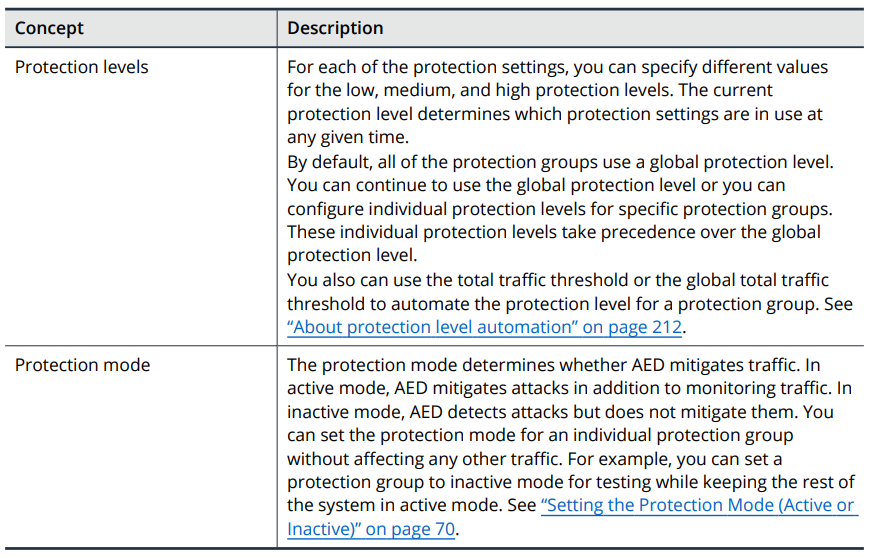 Concept Description
Protection levels
For each of the protection settings, you can specify different values
for the low, medium, and high protection levels. The current
protection level determines which protection settings are in use at
any given time.
By default, all of the protection groups use a global protection level.
You can continue to use the global protection level or you can
configure individual protection levels for specific protection groups.
These individual protection levels take precedence over the global
protection level.
You also can use the total traffic threshold or the global total traffic
threshold to automate the protection level for a protection group. See
“About protection level automation” on page 212.
Protection mode
The protection mode determines whether AED mitigates traffic. In
active mode, AED mitigates attacks in addition to monitoring traffic. In
inactive mode, AED detects attacks but does not mitigate them. You
can set the protection mode for an individual protection group
without affecting any other traffic. For example, you can set a
protection group to inactive mode for testing while keeping the rest of
the system in active mode. See “Setting the Protection Mode (Active or
Inactive)” on page 70.